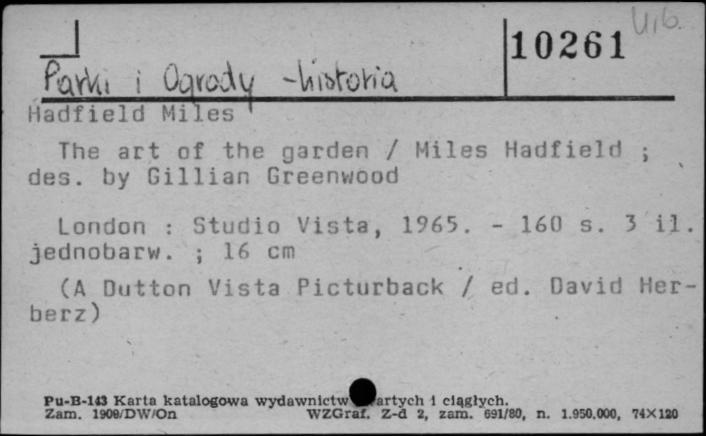 U,b.
10261
Parki i Ogrody - historia
Hadfield Miles
The art of the garden / Miles Hadfield ;
des. by Gillian Greenwood
London : Studio Vista, 1965. - 160 s. 3 il.
jednobarw. ; 16 cm
(A Dutton Vista Picturback / ed. David Her-
berz)
Pu-B-143 Karta katalogowa wydawnictw artych i ciągłych.
Zam. 1909/DW/On WZGraf. Z-d 2, zam. 691/80, n. 1.950.000, 74×120